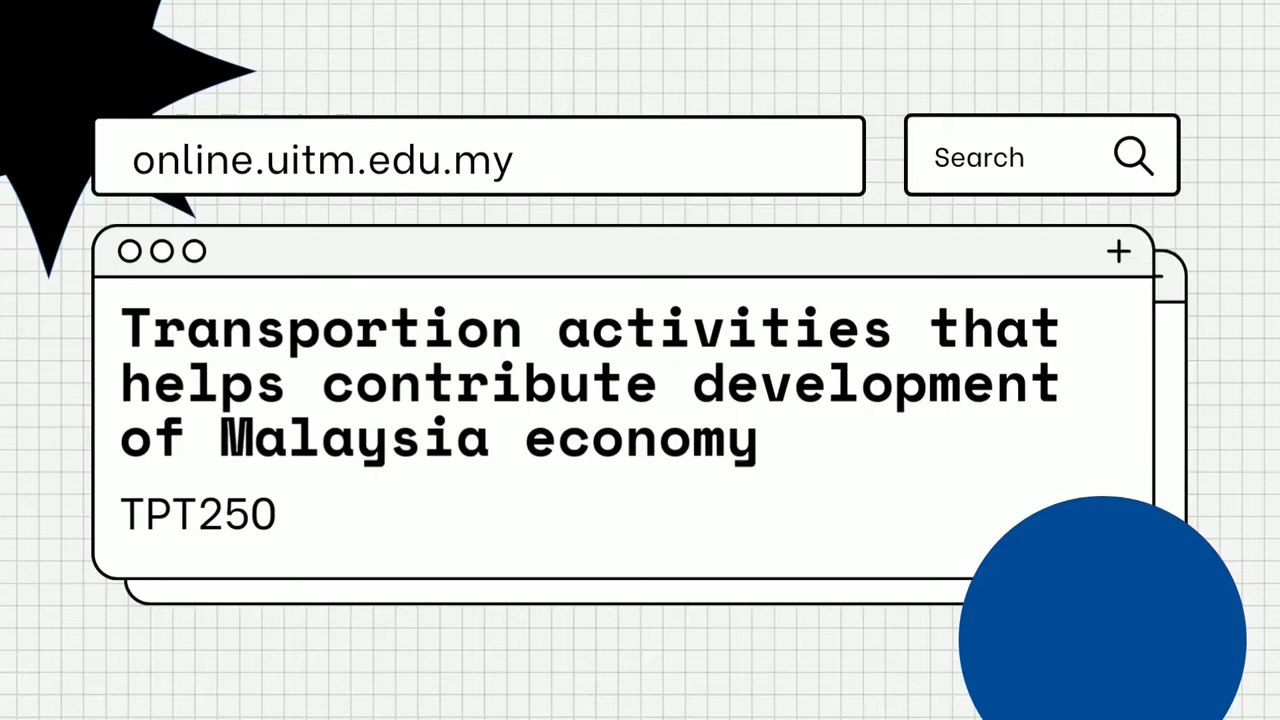 online.uitm.edu.my
Search
Transportion activities that
helps contribute development
of Malaysia economy
TPT250